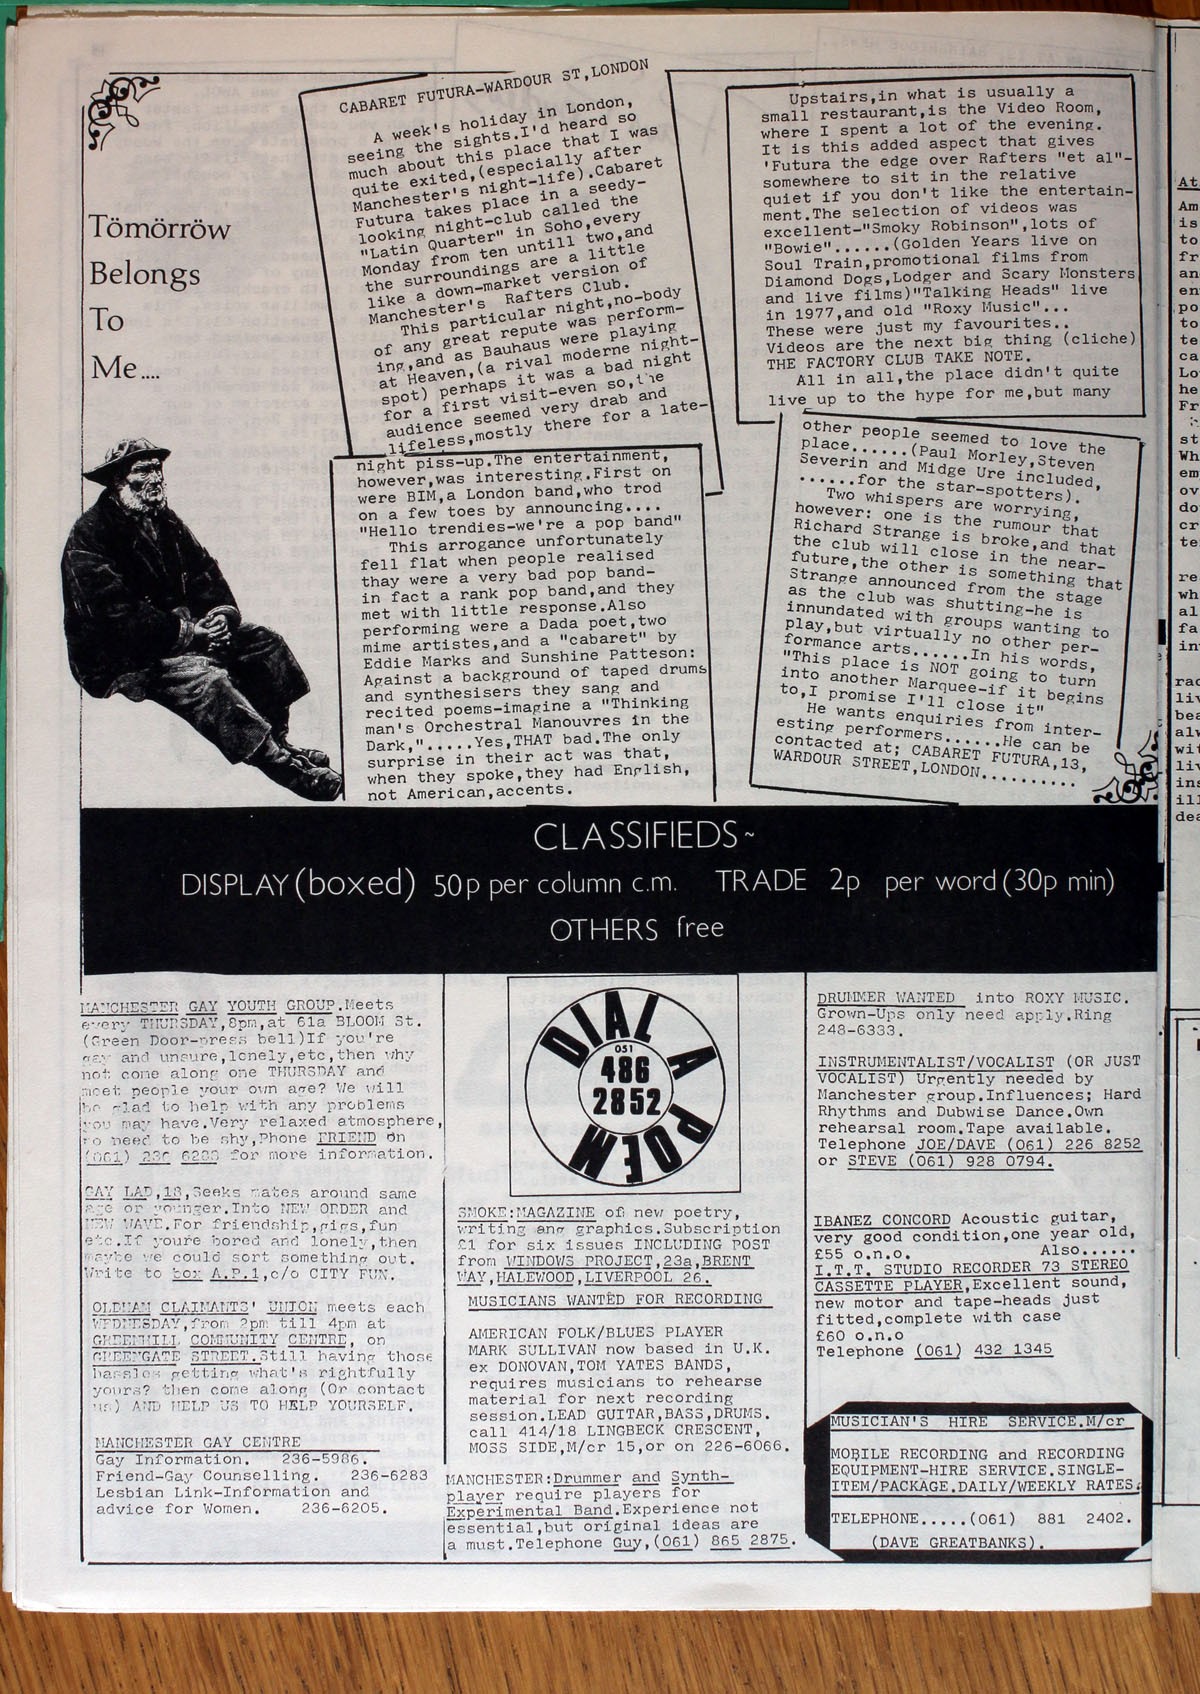 Tömörröw
Belongs
To
Me....
CABARET FUTURA-WARDOUR ST,LONDON
A week's holiday in London,
seeing the sights.I'd heard so
much about this place that I was
quite exited,(especially after
Manchester's night-life).Cabaret
Futura takes place in a seedy-
looking night-club called the
"Latin Quarter" in Soho,every
Monday from ten untill two,and
the surroundings are a little
like a down-market version of
Manchester's Rafters Club.
This particular night,no-body
of any great repute was perform-
ing,and as Bauhaus were playing
at Heaven,(a rival moderne night-
spot) perhaps it was a bad night
for a first visit-even so,the
audience seemed very drab and
lifeless,mostly there for a late-
night piss-up.The entertainment,
however,was interesting.First on
were BIM,a London band,who trod
on a few toes by announcing....
"Hello trendies-we're a pop band"
This arrogance unfortunately
fell flat when people realised
thay were a very bad pop band-
in fact a rank pop band,and they
met with little response.Also
performing were a Dada poet,two
mime artistes,and a "cabaret" by
Eddie Marks and Sunshine Patteson:
Against a background of taped drums
and synthesisers they sang and
recited poems-imagine a "Thinking
man's Orchestral Manouvres in the
Dark,".....Yes,THAT bad.The only
surprise in their act was that,
when they spoke,they had English,
not American,accents.
Upstairs,in what is usually a
small restaurant,is the Video Room,
where I spent a lot of the evening.
It is this added aspect that gives
'Futura the edge over Rafters "et al"-
somewhere to sit in the relative
quiet if you don't like the entertain-
ment.The selection of videos was
excellent-"Smoky Robinson",lots of
"Bowie"......(Golden Years live on
Soul Train,promotional films from
Diamond Dogs,Lodger and Scary Monsters
and live films)"Talking Heads" live
in 1977,and old "Roxy Music"...
These were just my favourites..
Videos are the next big thing (cliche)
THE FACTORY CLUB TAKE NOTE.
All in all,the place didn't quite
live up to the hype for me,but many
other people seemed to love the
place......(Paul Morley,Steven
Severin and Midge Ure included,
......for the star-spotters).
Two whispers are worrying,
however: one is the rumour that
Richard Strange is broke,and that
the club will close in the near-
future,the other is something that
Strange announced from the stage
as the club was shutting-he is
innundated with groups wanting to
play,but virtually no other per-
formance arts......In his words,
"This place is NOT going to turn
into another Marquee-if it begins
to,I promise I'll close it"
He wants enquiries from inter-
esting performers......He can be
contacted at; CABARET FUTURA,13,
WARDOUR STREET,LONDON..........
CLASSIFIEDS~
DISPLAY (boxed) 50p per column c.m. TRADE 2p per word (30p min)
OTHERS free
MANCHESTER GAY YOUTH GROUP.Meets
every THURSDAY,8pm,at 61a BLOOM St.
(Green Door-press bell)If you're
gay and unsure,lonely,etc,then why
not come along one THURSDAY and
meet people your own age? We will
be glad to help with any problems
you may have.Very relaxed atmosphere,
no need to be shy,Phone FRIEND on
(061) 236 6283 for more information.
GAY LAD,18,Seeks mates around same
age or younger.Into NEW ORDER and
NEW WAVE.For friendship,gigs,fun
etc.If youre bored and lonely,then
maybe we could sort something out.
Write to box A.P.1,c/o CITY FUN.
OLDHAM CLAIMANTS' UNION meets each
WEDNESDAY,from 2pm till 4pm at
GREENHILL COMMUNITY CENTRE, on
GREENGATE STREET.Still having those
hassles getting what's rightfully
yours? then come along (Or contact
us) AND HELP US TO HELP YOURSELF.
MANCHESTER GAY CENTRE
Gay Information. 236-5986.
Friend-Gay Counselling. 236-6283
Lesbian Link-Information and
advice for Women. 236-6205.
DIAL A POEM
051
486
2852
SMOKE:MAGAZINE of new poetry,
writing and graphics.Subscription
£1 for six issues INCLUDING POST
from WINDOWS PROJECT,23a,BRENT
WAY,HALEWOOD,LIVERPOOL 26.
MUSICIANS WANTED FOR RECORDING
AMERICAN FOLK/BLUES PLAYER
MARK SULLIVAN now based in U.K.
ex DONOVAN,TOM YATES BANDS,
requires musicians to rehearse
material for next recording
session.LEAD GUITAR,BASS,DRUMS.
call 414/18 LINGBECK CRESCENT,
MOSS SIDE,M/cr 15,or on 226-6066.
MANCHESTER:Drummer and Synth-
player require players for
Experimental Band.Experience not
essential,but original ideas are
a must.Telephone Guy,(061) 865 2875.
DRUMMER WANTED into ROXY MUSIC.
Grown-Ups only need apply.Ring
248-6333.
INSTRUMENTALIST/VOCALIST (OR JUST
VOCALIST) Urgently needed by
Manchester group.Influences; Hard
Rhythms and Dubwise Dance.Own
rehearsal room.Tape available.
Telephone JOE/DAVE (061) 226 8252
or STEVE (061) 928 0794.
IBANEZ CONCORD Acoustic guitar,
very good condition,one year old,
£55 o.n.o. Also......
I.T.T. STUDIO RECORDER 73 STEREO
CASSETTE PLAYER,Excellent sound,
new motor and tape-heads just
fitted,complete with case
£60 o.n.o
Telephone (061) 432 1345
MUSICIAN'S HIRE SERVICE.M/cr
MOBILE RECORDING and RECORDING
EQUIPMENT-HIRE SERVICE.SINGLE-
ITEM/PACKAGE.DAILY/WEEKLY RATES.
TELEPHONE.....(061) 881 2402.
(DAVE GREATBANKS).